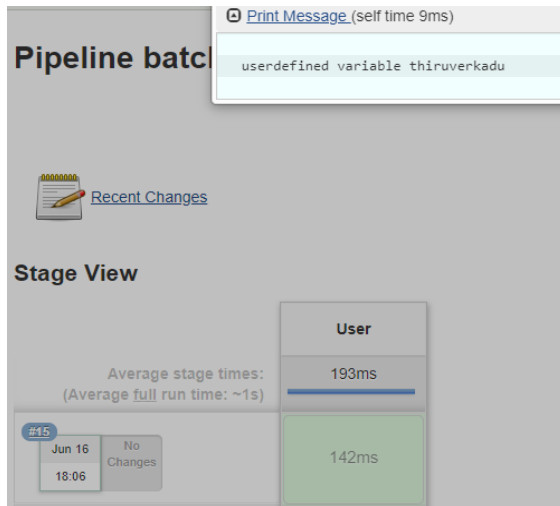 Print Message (self time 9ms)
userdefined variable thiruverkadu
Pipeline batc
Recent Changes
Stage View
User
Average stage times:
193ms
(Average full run time: ~1s)
#15
Jun 16
No
Changes
18:06
142ms